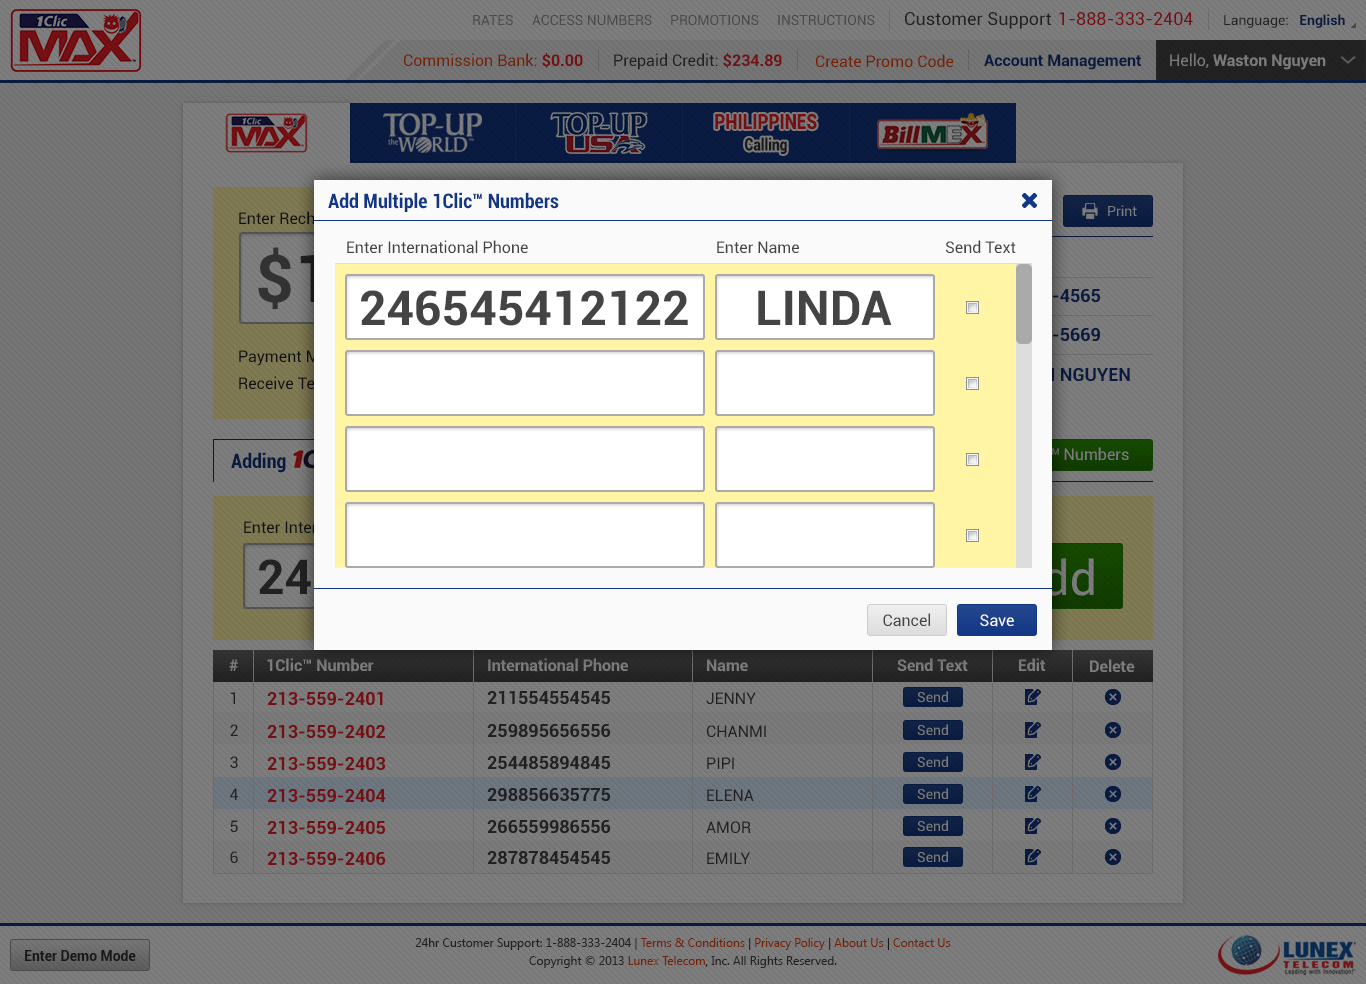 1Clic
MAX
RATES ACCESS NUMBERS PROMOTIONS INSTRUCTIONS Customer Support 1-888-333-2404 Language: English
Commission Bank: $0.00 Prepaid Credit: $234.89 Create Promo Code Account Management Hello, Waston Nguyen
1Clic MAX TOP-UP the WORLD™ TOP-UP USA PHILIPPINES Calling BillMEX
Add Multiple 1Clic™ Numbers
Enter International Phone Enter Name Send Text
246545412122 LINDA
Cancel Save
Enter
Print
$1
-4565
-5669
Payment
NGUYEN
Receive
Adding
™ Numbers
Enter
24
# 1Clic™ Number International Phone Name Send Text Edit Delete
1 213-559-2401 211554554545 JENNY Send
2 213-559-2402 259895656556 CHANMI Send
3 213-559-2403 254485894845 PIPI Send
4 213-559-2404 298856635775 ELENA Send
5 213-559-2405 266559986556 AMOR Send
6 213-559-2406 287878454545 EMILY Send
Enter Demo Mode
24hr Customer Support: 1-888-333-2404 | Terms & Conditions | Privacy Policy | About Us | Contact Us
Copyright © 2013 Lunex Telecom, Inc. All Rights Reserved.
LUNEX
TELECOM
Leading with Innovation!